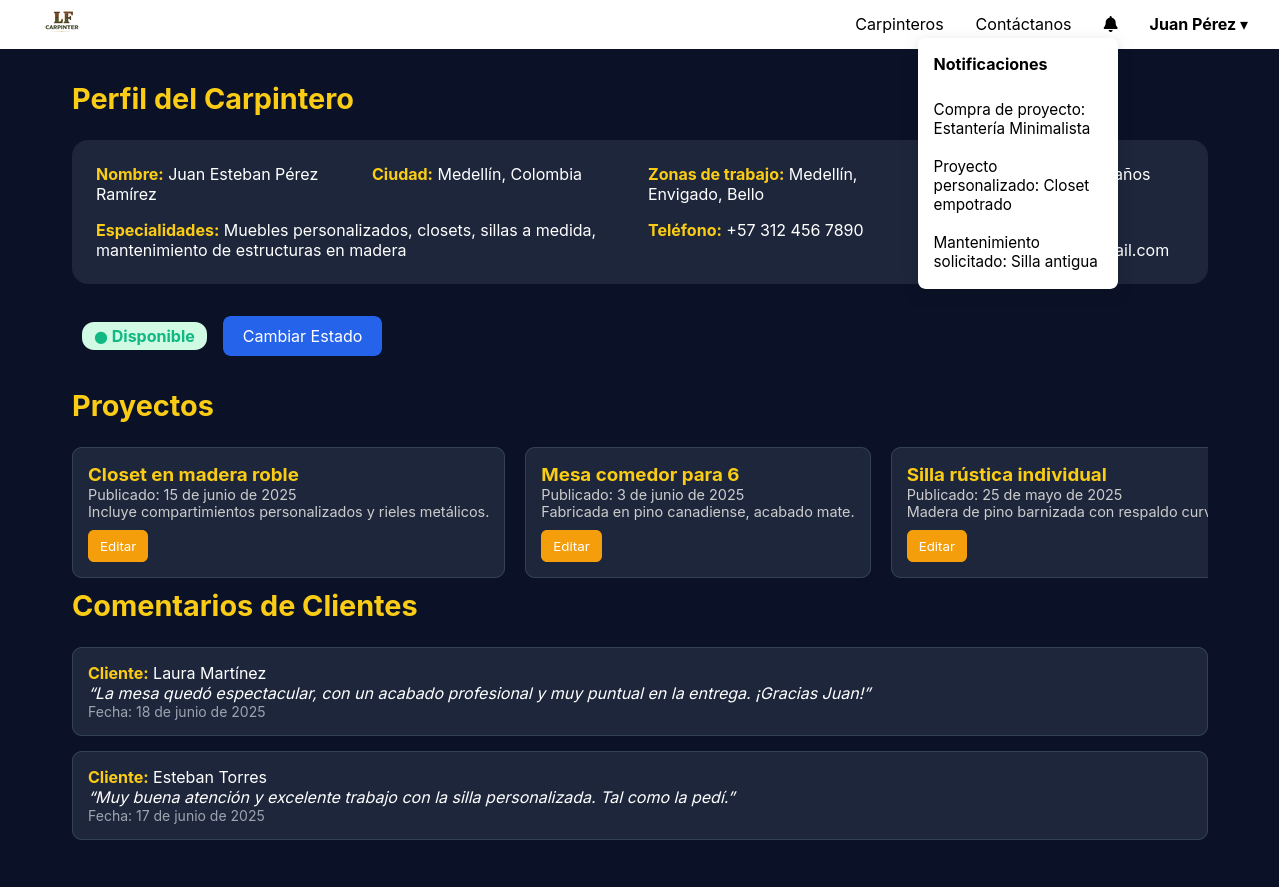 LF
CARPINTER
Carpinteros
Contáctanos
Juan Pérez ▾
Notificaciones
Compra de proyecto:
Estantería Minimalista
Proyecto
personalizado: Closet
empotrado
Mantenimiento
solicitado: Silla antigua
Perfil del Carpintero
Nombre: Juan Esteban Pérez
Ramírez
Ciudad: Medellín, Colombia
Zonas de trabajo: Medellín,
Envigado, Bello
años
Especialidades: Muebles personalizados, closets, sillas a medida,
mantenimiento de estructuras en madera
Teléfono: +57 312 456 7890
ail.com
Disponible
Cambiar Estado
Proyectos
Closet en madera roble
Publicado: 15 de junio de 2025
Incluye compartimientos personalizados y rieles metálicos.
Editar
Mesa comedor para 6
Publicado: 3 de junio de 2025
Fabricada en pino canadiense, acabado mate.
Editar
Silla rústica individual
Publicado: 25 de mayo de 2025
Madera de pino barnizada con respaldo curv
Editar
Comentarios de Clientes
Cliente: Laura Martínez
“La mesa quedó espectacular, con un acabado profesional y muy puntual en la entrega. ¡Gracias Juan!”
Fecha: 18 de junio de 2025
Cliente: Esteban Torres
“Muy buena atención y excelente trabajo con la silla personalizada. Tal como la pedí.”
Fecha: 17 de junio de 2025